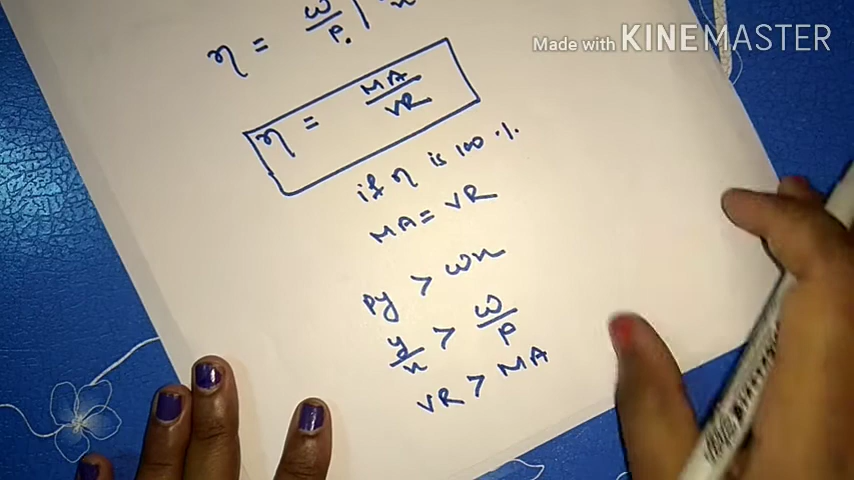 Made with KINEMASTER
η = W/P
η = MA/VR
if η is 100 %.
MA = VR
Py > Wx
y/x > W/P
VR > MA